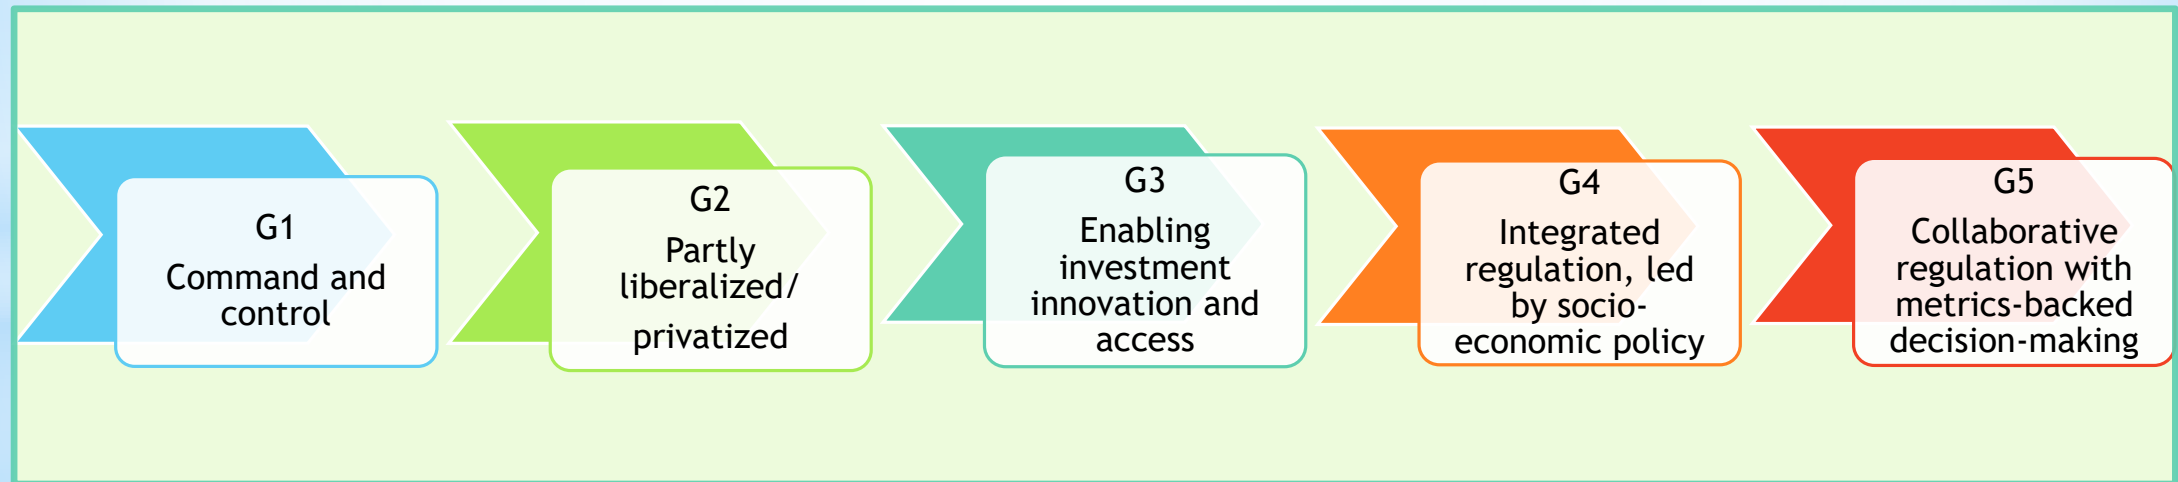 G1
Command and
control
G2
Partly
liberalized/
privatized
G3
Enabling
investment
innovation and
access
G4
Integrated
regulation, led
by socio-
economic policy
G5
Collaborative
regulation with
metrics-backed
decision-making